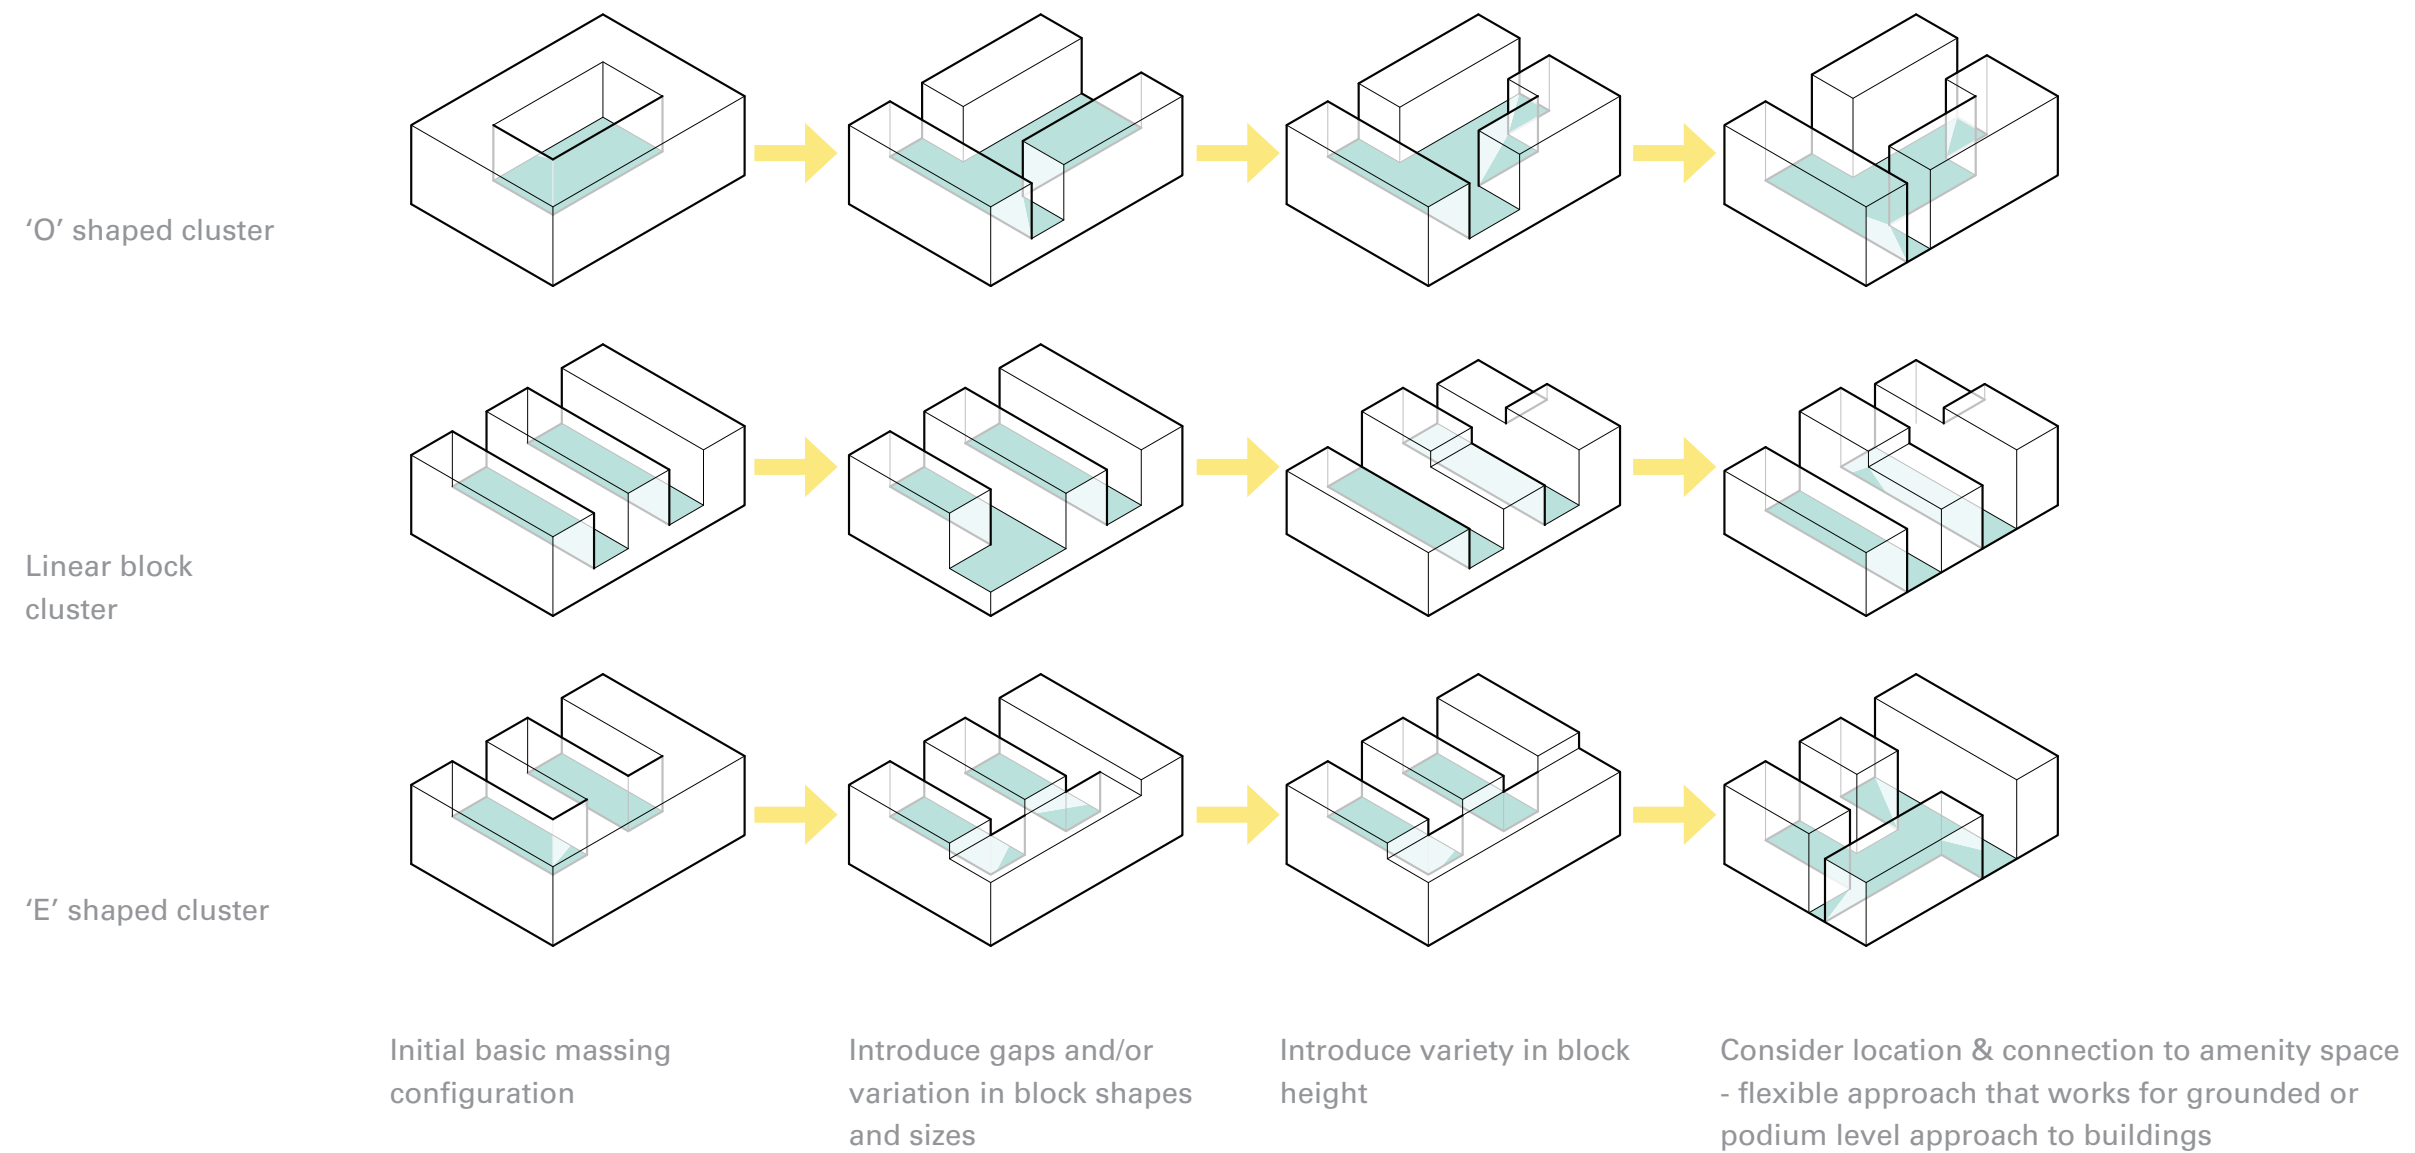 ‘O’ shaped cluster
Linear block
cluster
‘E’ shaped cluster
Initial basic massing
configuration
Introduce gaps and/or
variation in block shapes
and sizes
Introduce variety in block
height
Consider location & connection to amenity space
- flexible approach that works for grounded or
podium level approach to buildings